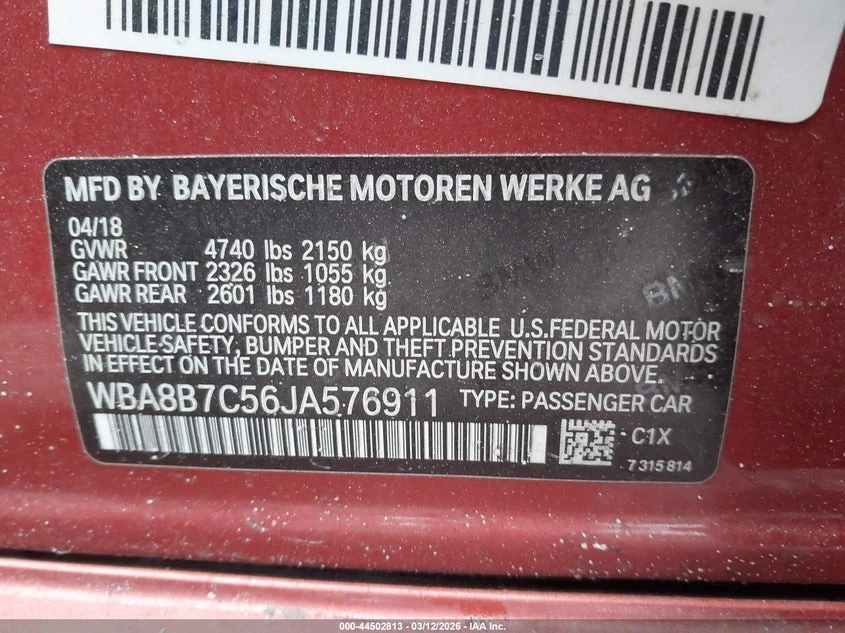 MFD BY BAYERISCHE MOTOREN WERKE AG
04/18
GVWR 4740 lbs 2150 kg
GAWR FRONT 2326 lbs 1055 kg
GAWR REAR 2601 lbs 1180 kg
THIS VEHICLE CONFORMS TO ALL APPLICABLE U.S.FEDERAL MOTOR
VEHICLE-SAFETY, BUMPER AND THEFT PREVENTION STANDARDS
IN EFFECT ON THE DATE OF MANUFACTURE SHOWN ABOVE.
WBA8B7C56JA576911 TYPE: PASSENGER CAR
C1X
7315814
BMW
000-44502813 - 03/12/2026 - IAA Inc.